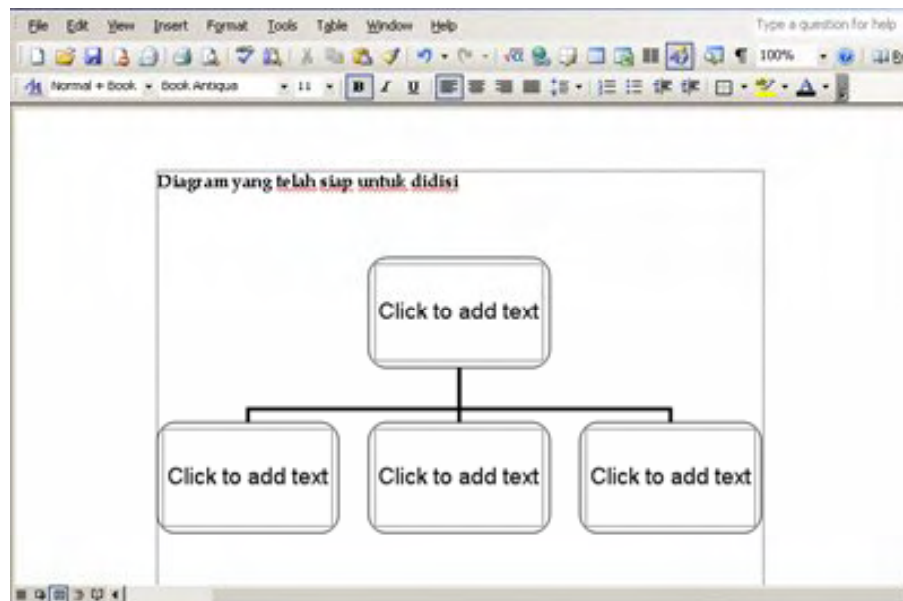 File Edit View Insert Format Tools Table Window Help Type a question for help
100%
Normal + Book Book Antiqua 11 B I U
Diagram yang telah siap untuk didisi
Click to add text
Click to add text Click to add text Click to add text